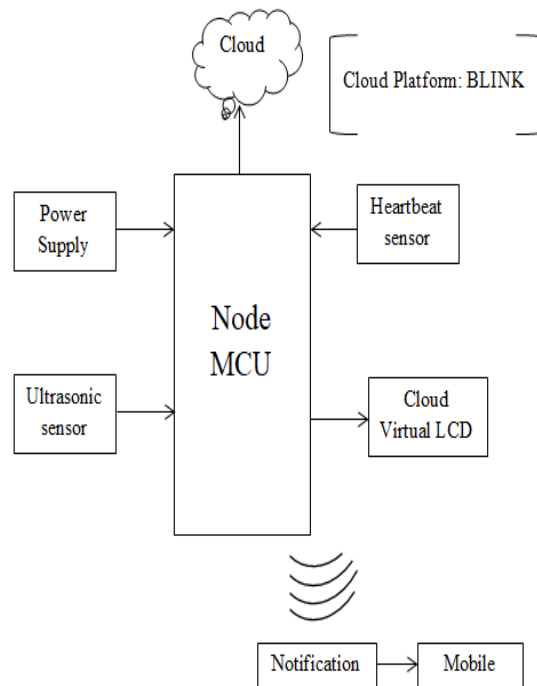 Cloud
Cloud Platform: BLINK
Power
Supply
Heartbeat
sensor
Node
MCU
Ultrasonic
sensor
Cloud
Virtual LCD
Notification
Mobile